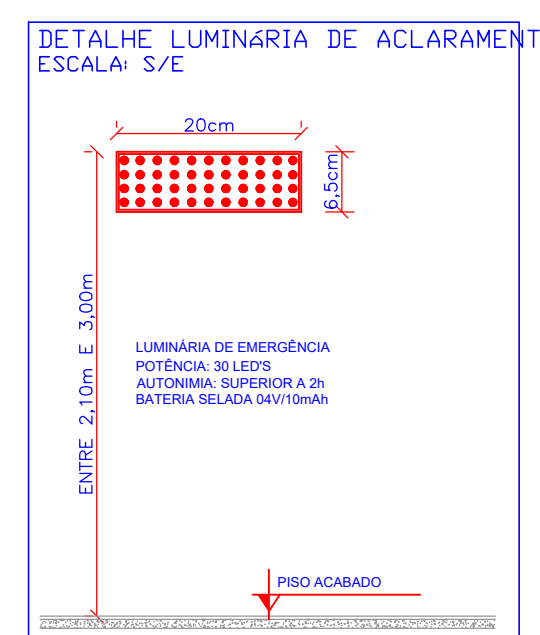 DETALHE LUMINáRIA DE ACLARAMENT
ESCALA: S/E
20cm
6,5cm
ENTRE 2,10m E 3,00m
LUMINÁRIA DE EMERGÊNCIA
POTÊNCIA: 30 LED'S
AUTONIMIA: SUPERIOR A 2h
BATERIA SELADA 04V/10mAh
PISO ACABADO